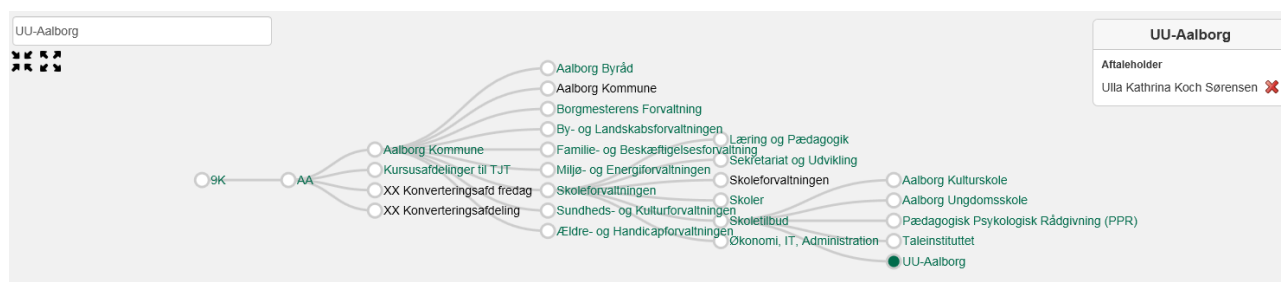 UU-Aalborg
UU-Aalborg
Aftaleholder
Ulla Kathrina Koch Sørensen
9K
AA
Aalborg Kommune
Kursusafdelinger til TJT
XX Konverteringsafd fredag
XX Konverteringsafdeling
Aalborg Byråd
Aalborg Kommune
Borgmesterens Forvaltning
By- og Landskabsforvaltningen
Familie- og Beskæftigelsesforvaltning
Miljø- og Energiforvaltningen
Skoleforvaltningen
Sundheds- og Kulturforvaltningen
Ældre- og Handicapforvaltningen
Læring og Pædagogik
Sekretariat og Udvikling
Skoleforvaltningen
Skoler
Skoletilbud
Økonomi, IT, Administration
Aalborg Kulturskole
Aalborg Ungdomsskole
Pædagogisk Psykologisk Rådgivning (PPR)
Taleinstituttet
UU-Aalborg